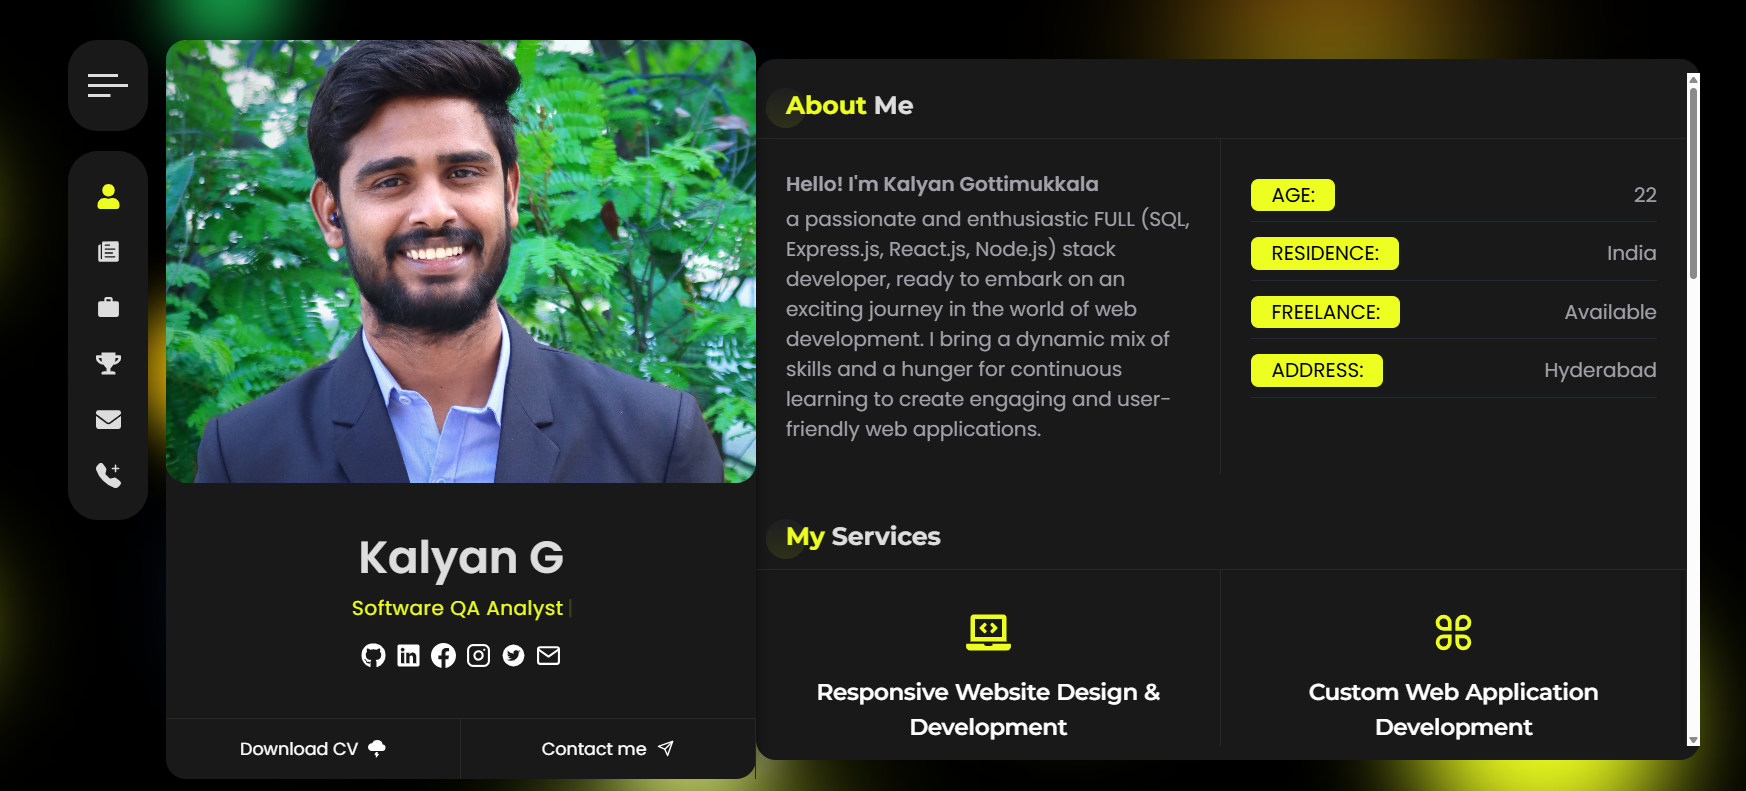 Kalyan G
Software QA Analyst
Download CV
Contact me
About Me
Hello! I'm Kalyan Gottimukkala
a passionate and enthusiastic FULL (SQL,
Express.js, React.js, Node.js) stack
developer, ready to embark on an
exciting journey in the world of web
development. I bring a dynamic mix of
skills and a hunger for continuous
learning to create engaging and user-
friendly web applications.
AGE: 22
RESIDENCE: India
FREELANCE: Available
ADDRESS: Hyderabad
My Services
Responsive Website Design &
Development
Custom Web Application
Development